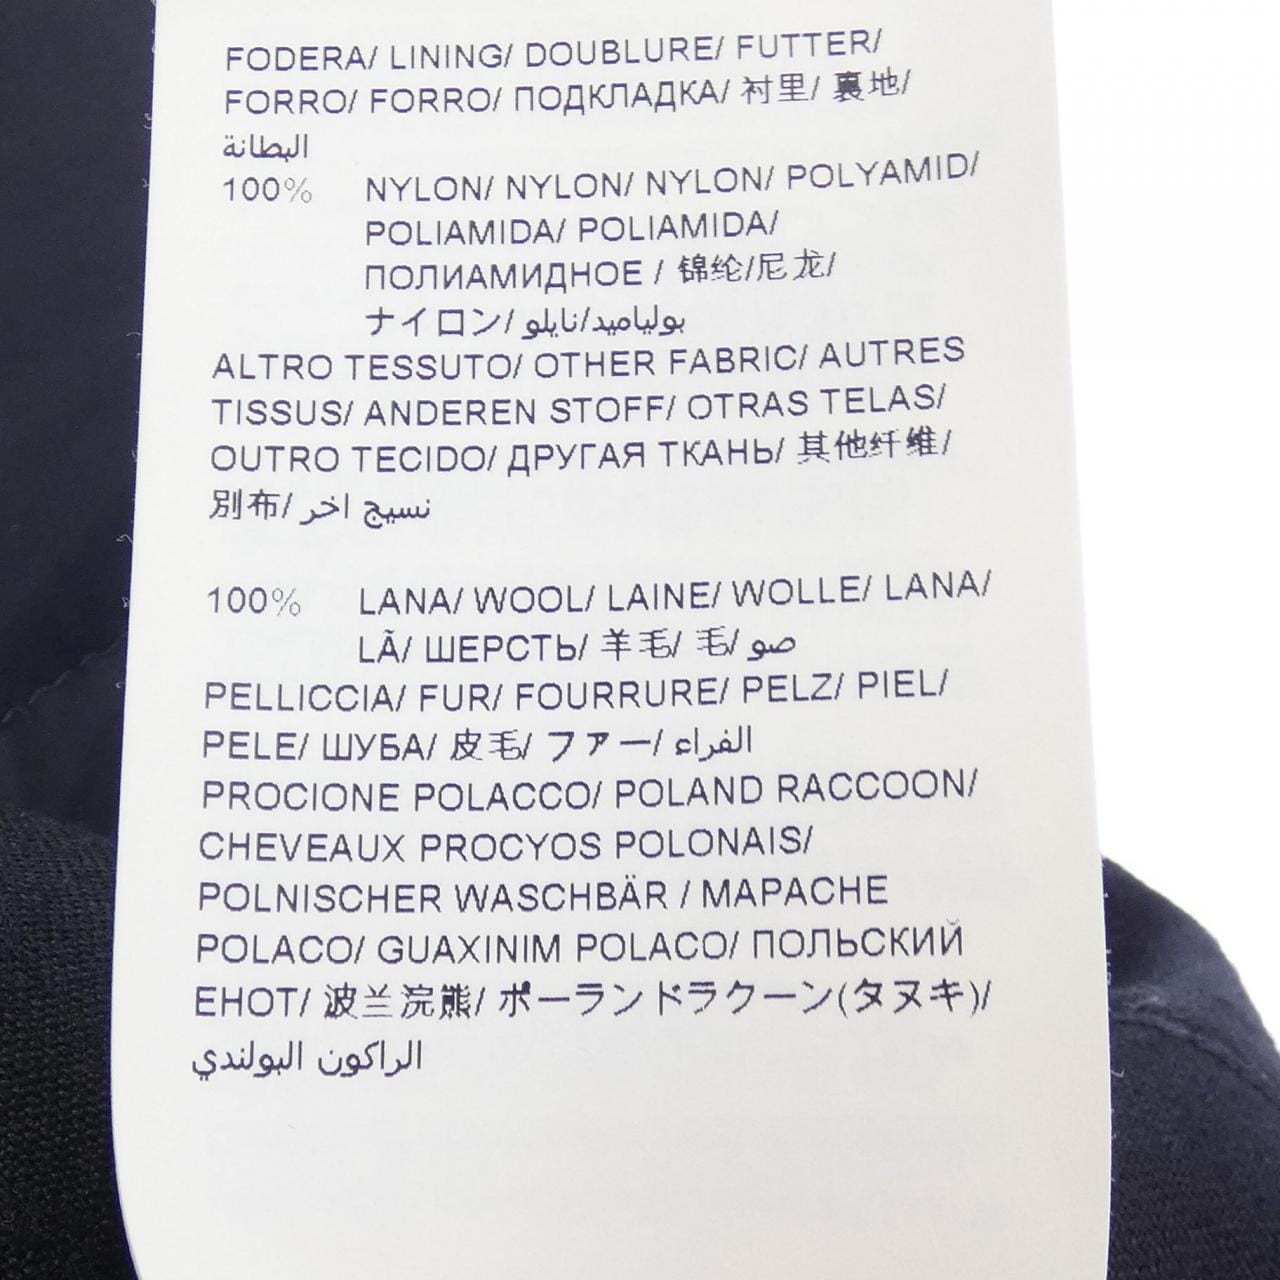 FODERA/ LINING/ DOUBLURE/ FUTTER/
FORRO/ FORRO/ ПОДКЛАДКА/ 衬里/ 裏地/
البطانة
100% NYLON/ NYLON/ NYLON/ POLYAMID/
POLIAMIDA/ POLIAMIDA/
ПОЛИАМИДНОЕ / 锦纶/尼龙/
ナイロン/ بولياميد/نايلو
ALTRO TESSUTO/ OTHER FABRIC/ AUTRES
TISSUS/ ANDEREN STOFF/ OTRAS TELAS/
OUTRO TECIDO/ ДРУГАЯ ТКАНЬ/ 其他纤维/
別布/ نسيج اخر
100% LANA/ WOOL/ LAINE/ WOLLE/ LANA/
LÃ/ ШЕРСТЬ/ 羊毛/ 毛/ صو
PELLICCIA/ FUR/ FOURRURE/ PELZ/ PIEL/
PELE/ ШУБА/ 皮毛/ ファー/ الفراء
PROCIONE POLACCO/ POLAND RACCOON/
CHEVEAUX PROCYOS POLONAIS/
POLNISCHER WASCHBÄR / MAPACHE
POLACO/ GUAXINIM POLACO/ ПОЛЬСКИЙ
ЕНОТ/ 波兰浣熊/ ポーランドラクーン(タヌキ)/
الراكون البولندي